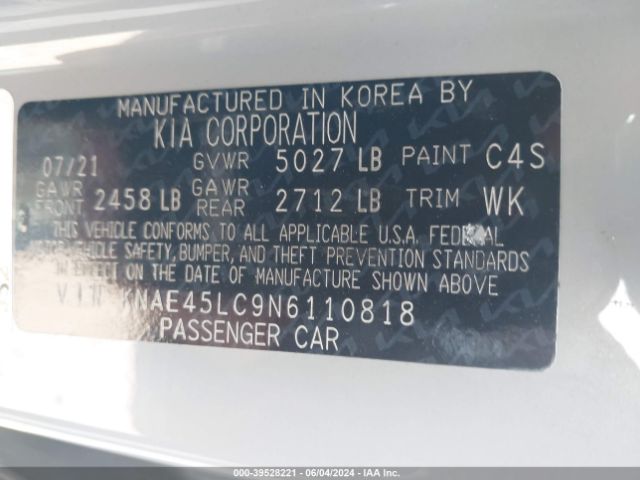 MANUFACTURED IN KOREA BY
KIA CORPORATION
07/21 GVWR 5027 LB PAINT C4S
GAWR FRONT 2458 LB GAWR REAR 2712 LB TRIM WK
THIS VEHICLE CONFORMS TO ALL APPLICABLE U.S.A. FEDERAL
MOTOR VEHICLE SAFETY, BUMPER, AND THEFT PREVENTION STANDARDS
IN EFFECT ON THE DATE OF MANUFACTURE SHOWN ABOVE
VIN KNAE45LC9N6110818
PASSENGER CAR
000-39528221 - 06/04/2024 - IAA Inc.